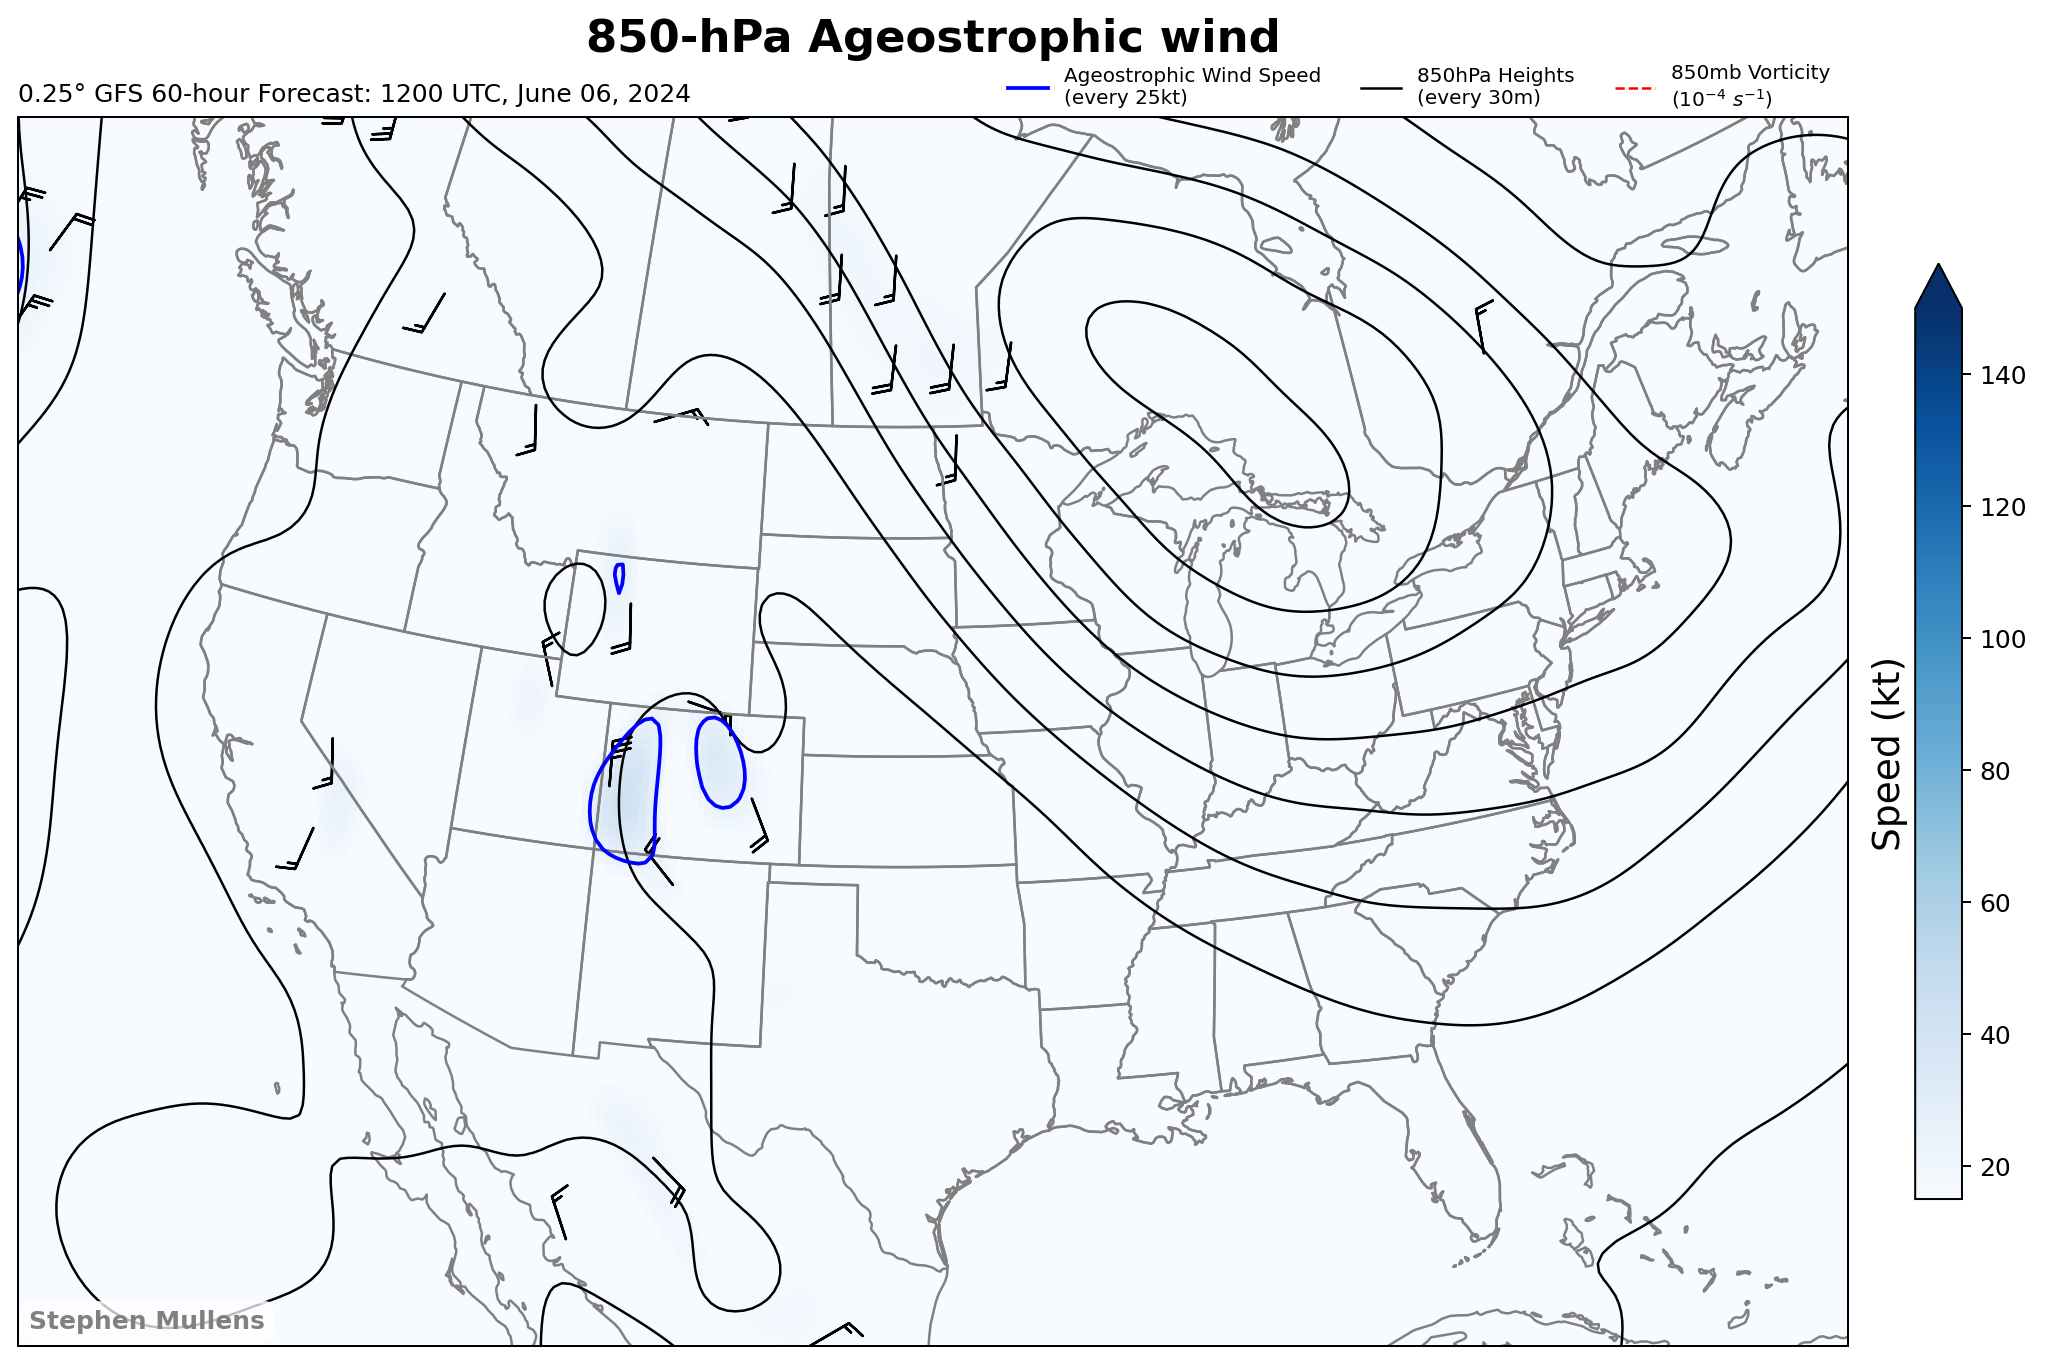 850-hPa Ageostrophic wind
0.25° GFS 60-hour Forecast: 1200 UTC, June 06, 2024
Ageostrophic Wind Speed
(every 25kt)
850hPa Heights
(every 30m)
850mb Vorticity
(10⁻⁴ s⁻¹)
140
120
100
80
60
40
20
Speed (kt)
Stephen Mullens